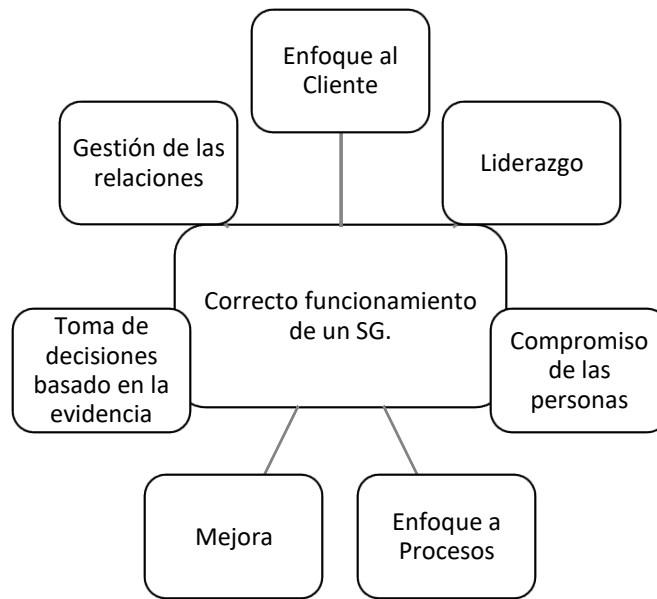 Enfoque al
Cliente
Gestión de las
relaciones
Liderazgo
Correcto funcionamiento
de un SG.
Toma de
decisiones
basado en la
evidencia
Compromiso
de las
personas
Mejora
Enfoque a
Procesos